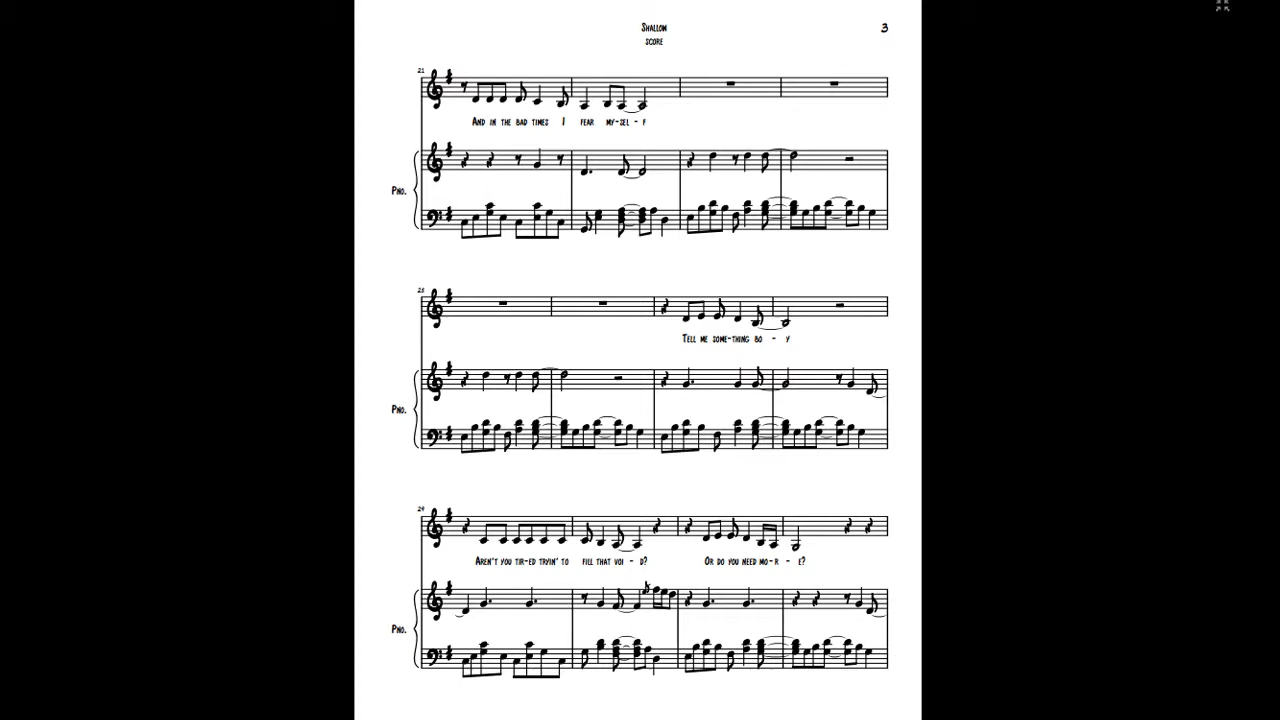 Shallow
score
3
21
And in the bad times I fear my-sel - f
Pno.
25
Tell me some-thing bo - y
Pno.
29
Aren't you tir-ed tryin' to fill that voi - d? Or do you need mo-r - e?
Pno.